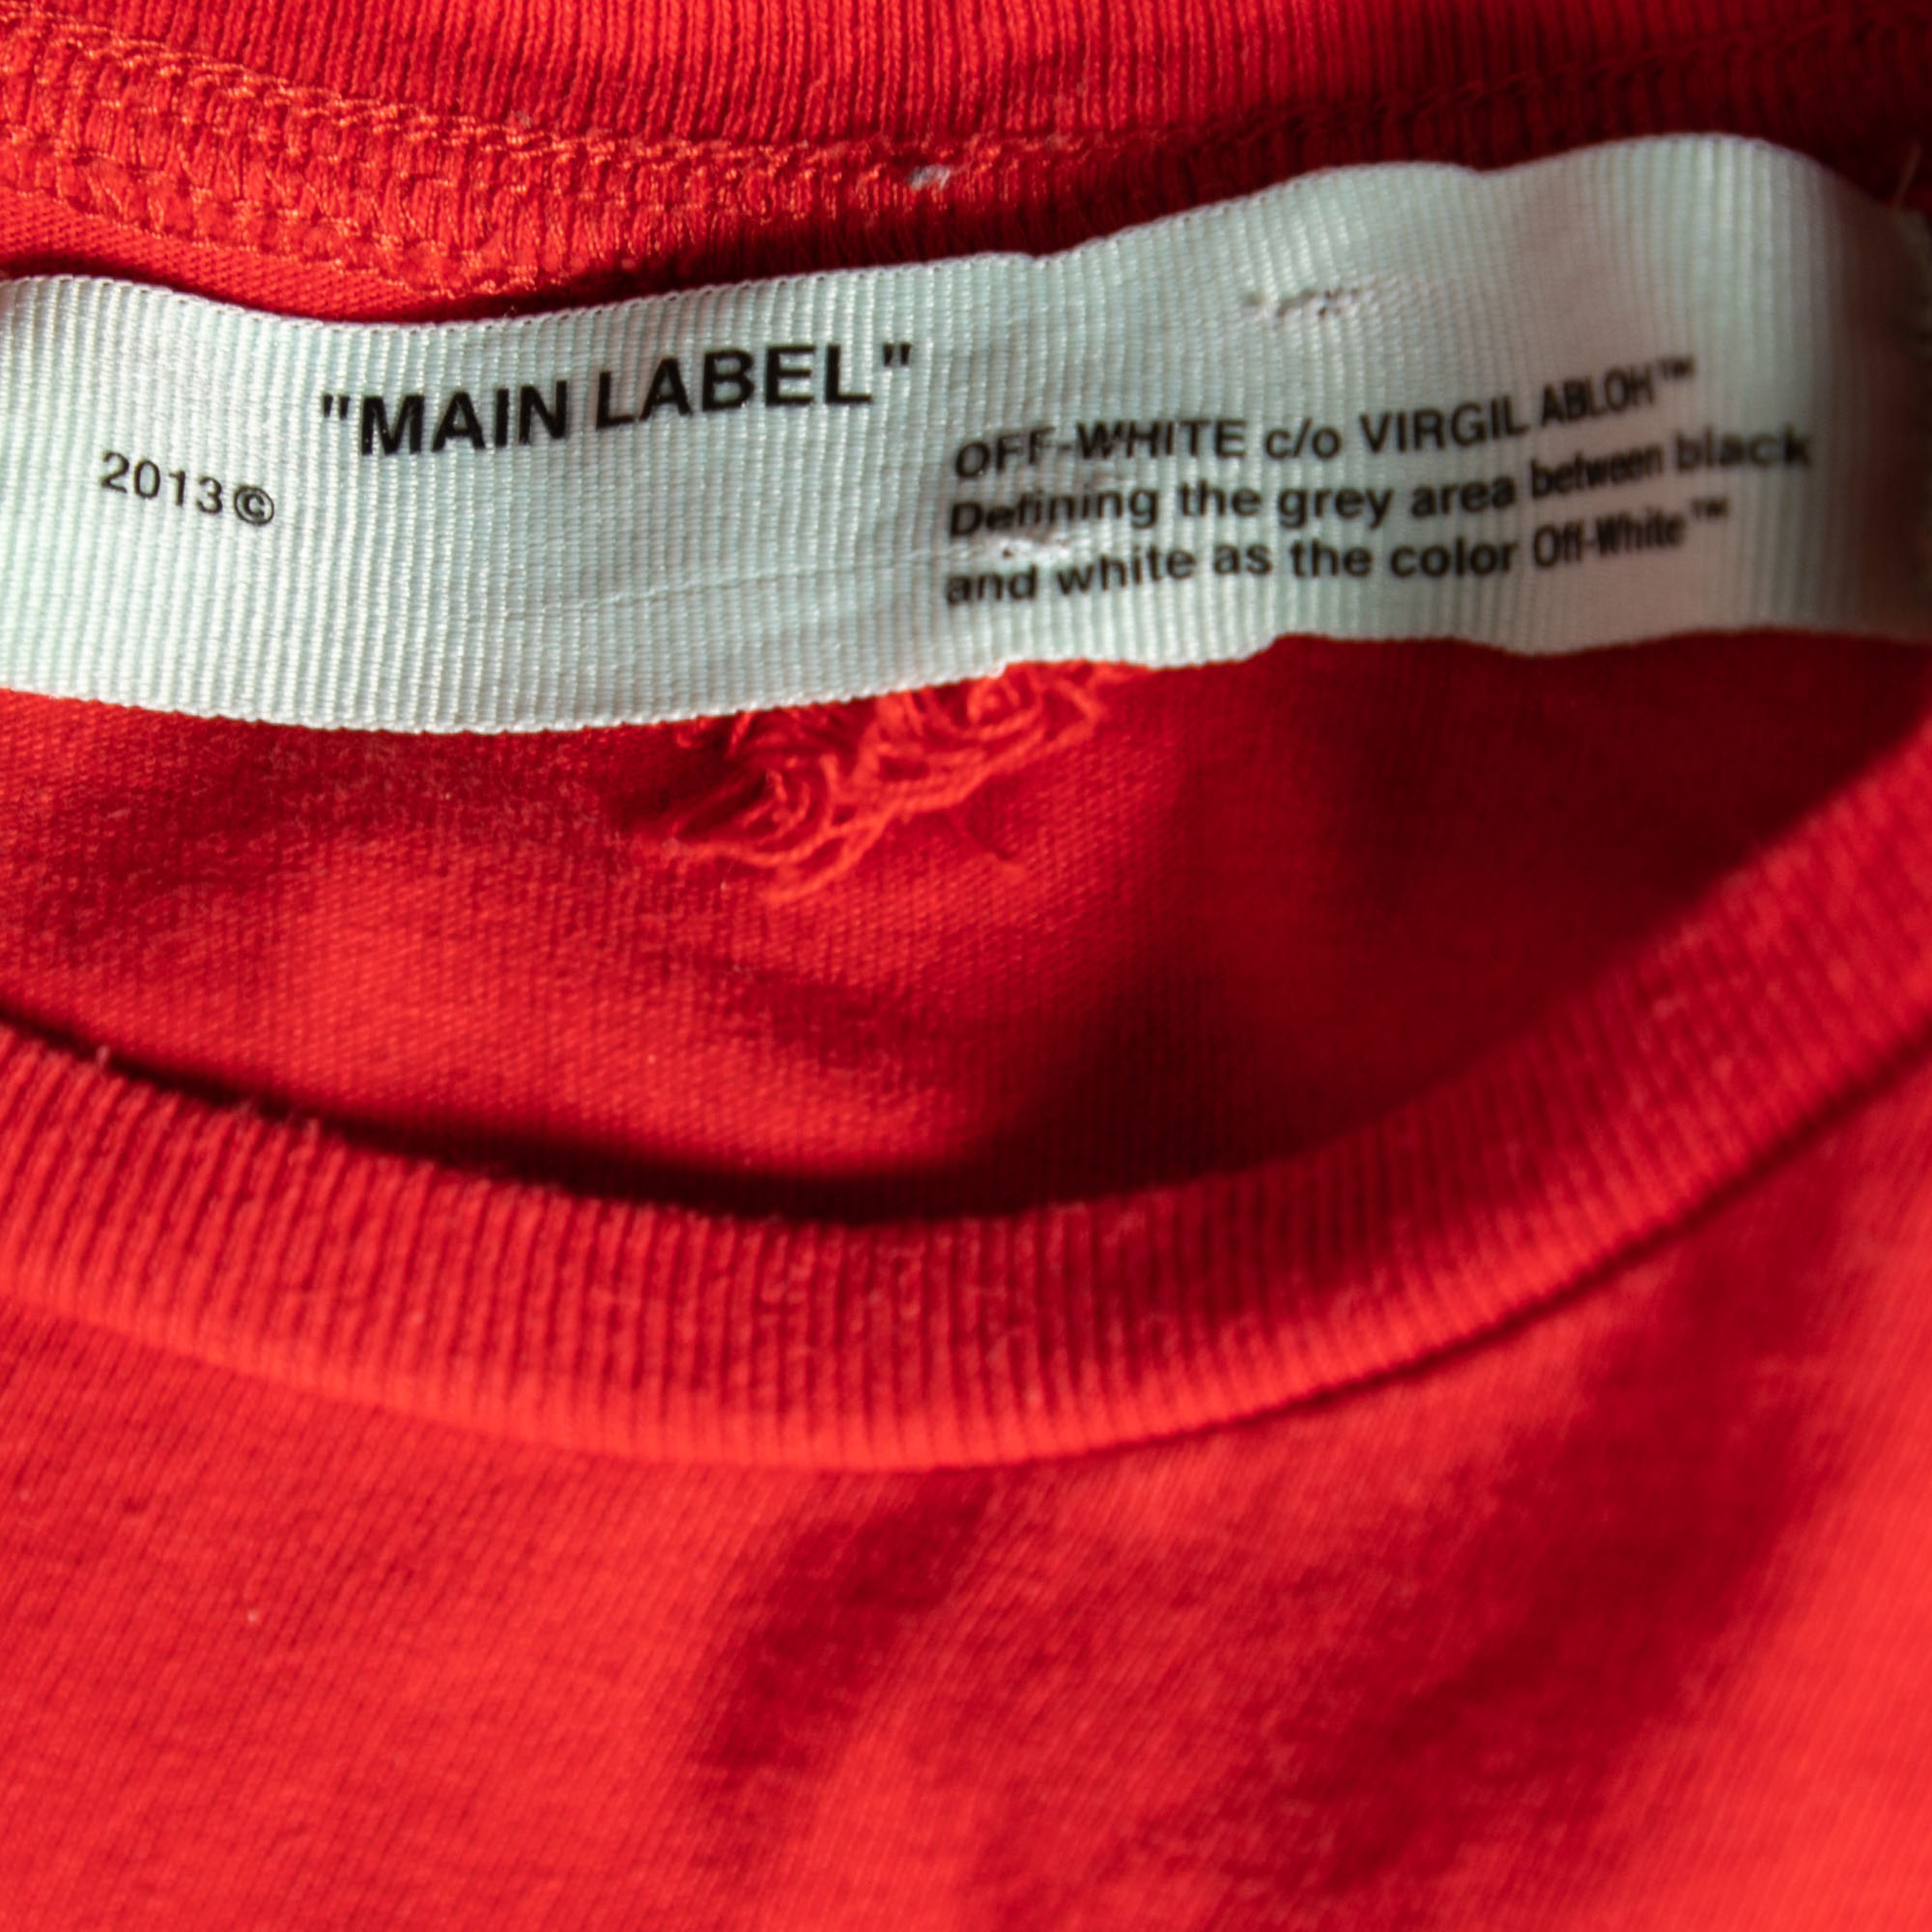 "MAIN LABEL"
2013©
OFF-WHITE c/o VIRGIL ABLOH™
Defining the grey area between black
and white as the color Off-White™